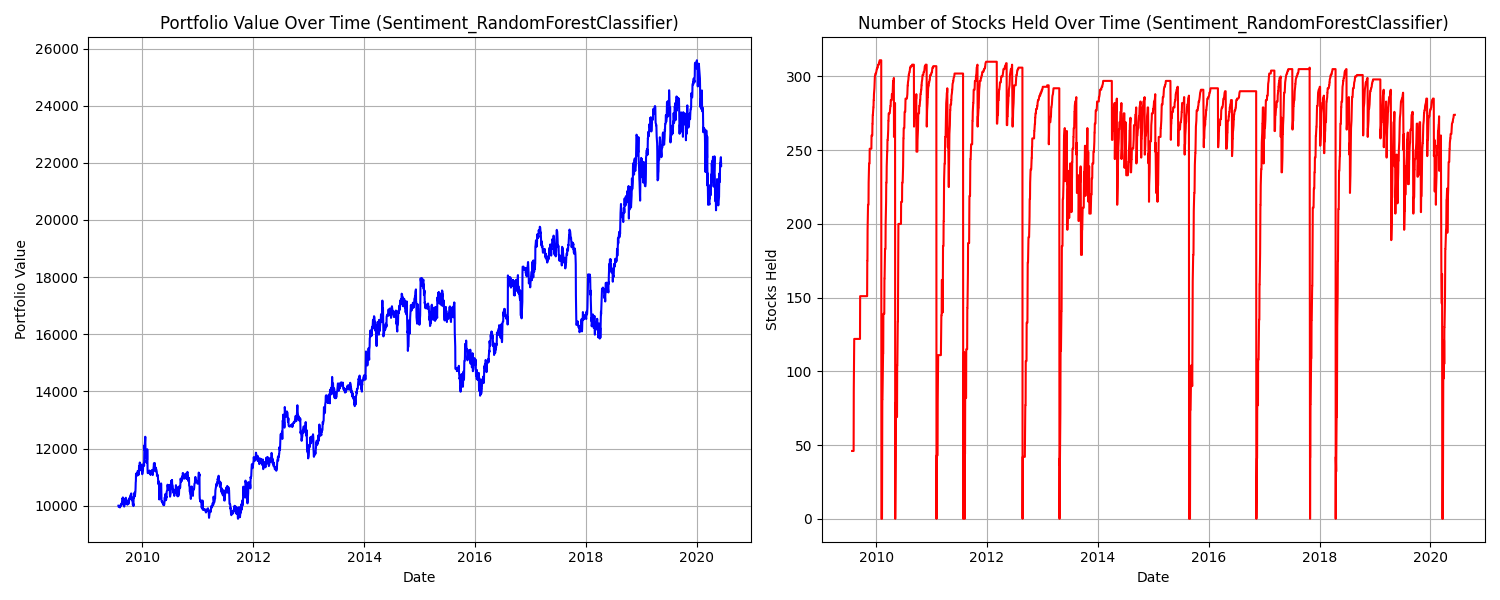 Portfolio Value Over Time (Sentiment_RandomForestClassifier)
26000
24000
22000
20000
18000
16000
14000
12000
10000
Portfolio Value
2010 2012 2014 2016 2018 2020
Date
Number of Stocks Held Over Time (Sentiment_RandomForestClassifier)
300
250
200
150
100
50
0
Stocks Held
2010 2012 2014 2016 2018 2020
Date